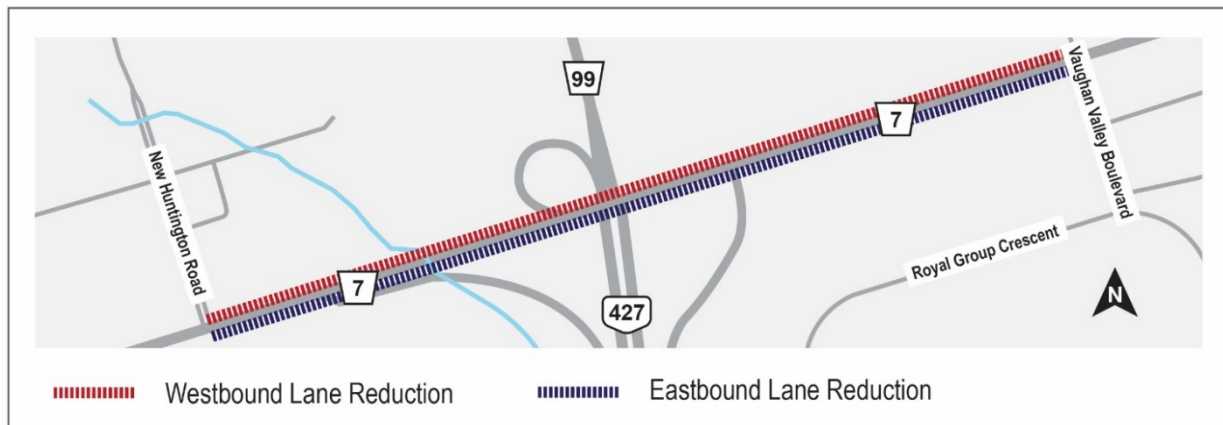 99
7
Vaughan Valley Boulevard
New Huntington Road
Royal Group Crescent
7
427
N
Westbound Lane Reduction
Eastbound Lane Reduction